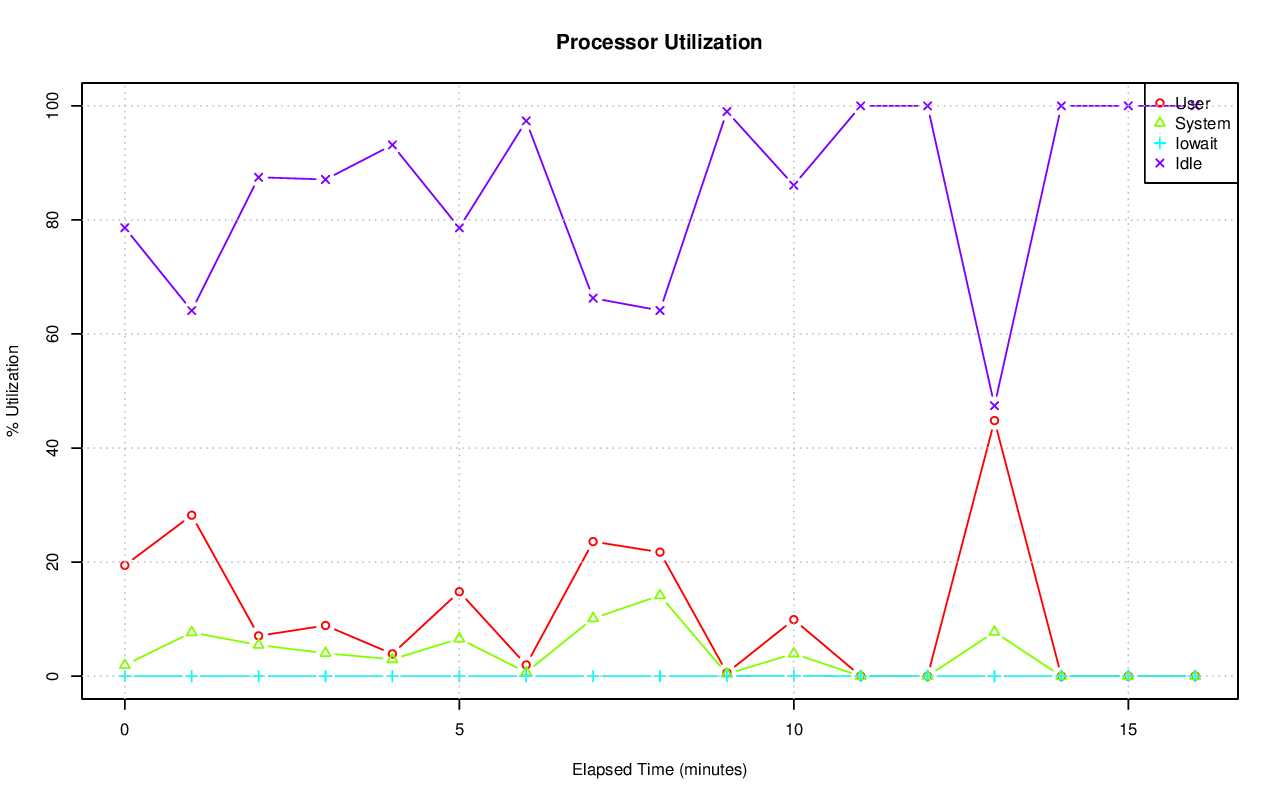 Processor Utilization
% Utilization
100
80
60
40
20
0
User
System
Iowait
Idle
0 5 10 15
Elapsed Time (minutes)